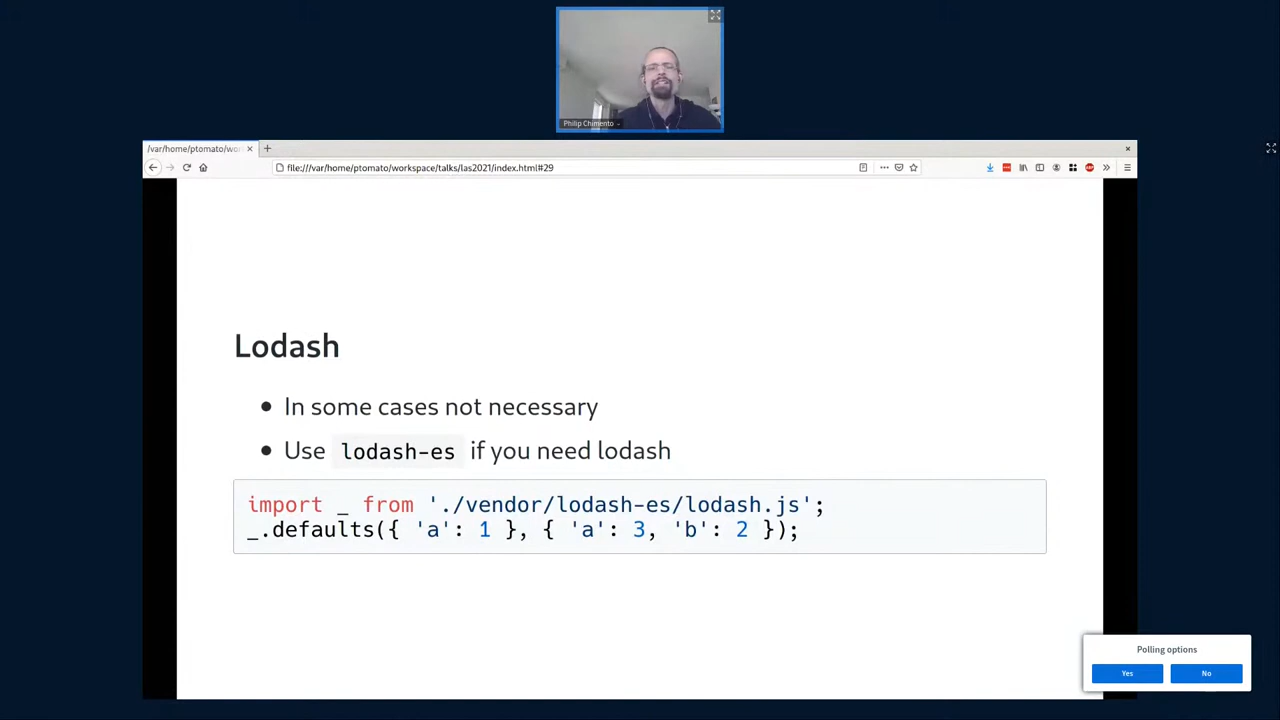 Philip Chimento
/var/home/ptomato/wor
file:///var/home/ptomato/workspace/talks/las2021/index.html#29
Lodash
In some cases not necessary
Use lodash-es if you need lodash
import _ from './vendor/lodash-es/lodash.js';
_.defaults({ 'a': 1 }, { 'a': 3, 'b': 2 });
Polling options
Yes
No